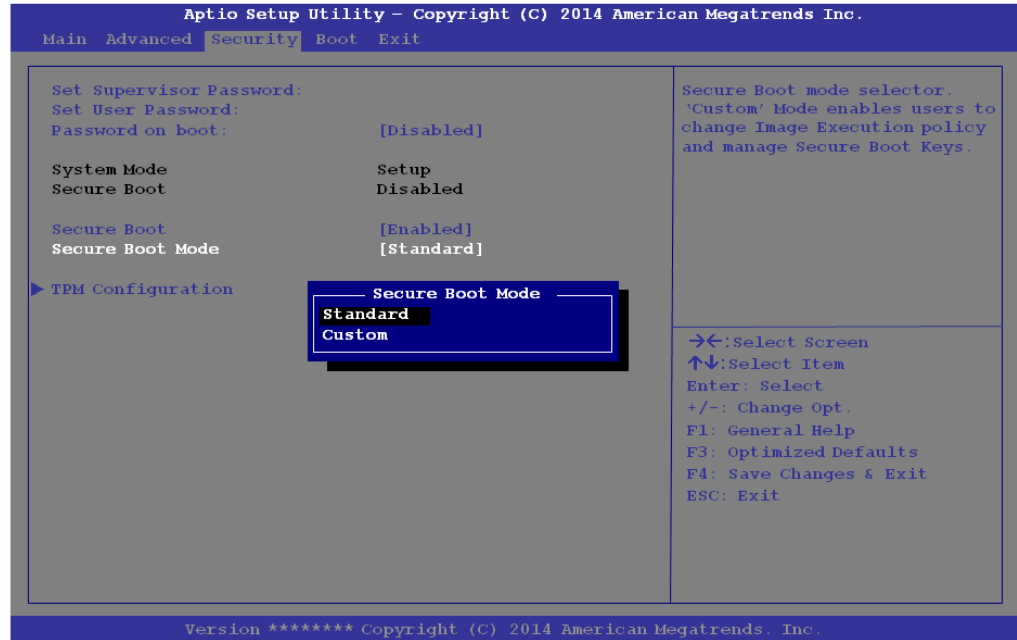 Aptio Setup Utility – Copyright (C) 2014 American Megatrends Inc.
Main Advanced Security Boot Exit
Set Supervisor Password:
Set User Password:
Password on boot: [Disabled]
System Mode Setup
Secure Boot Disabled
Secure Boot [Enabled]
Secure Boot Mode [Standard]
TPM Configuration
Secure Boot Mode
Standard
Custom
Secure Boot mode selector.
'Custom' Mode enables users to
change Image Execution policy
and manage Secure Boot Keys.
→←:Select Screen
↑↓:Select Item
Enter: Select
+/-: Change Opt.
F1: General Help
F3: Optimized Defaults
F4: Save Changes & Exit
ESC: Exit
Version ******** Copyright (C) 2014 American Megatrends. Inc.